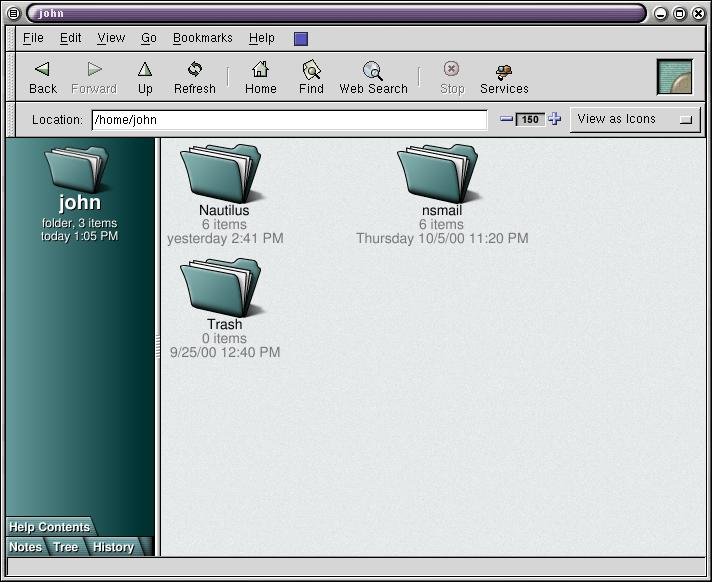 john
File Edit View Go Bookmarks Help
Back Forward Up Refresh Home Find Web Search Stop Services
Location: /home/john 150 View as Icons
john
folder, 3 items
today 1:05 PM
Nautilus
6 items
yesterday 2:41 PM
nsmail
6 items
Thursday 10/5/00 11:20 PM
Trash
0 items
9/25/00 12:40 PM
Help Contents
Notes Tree History